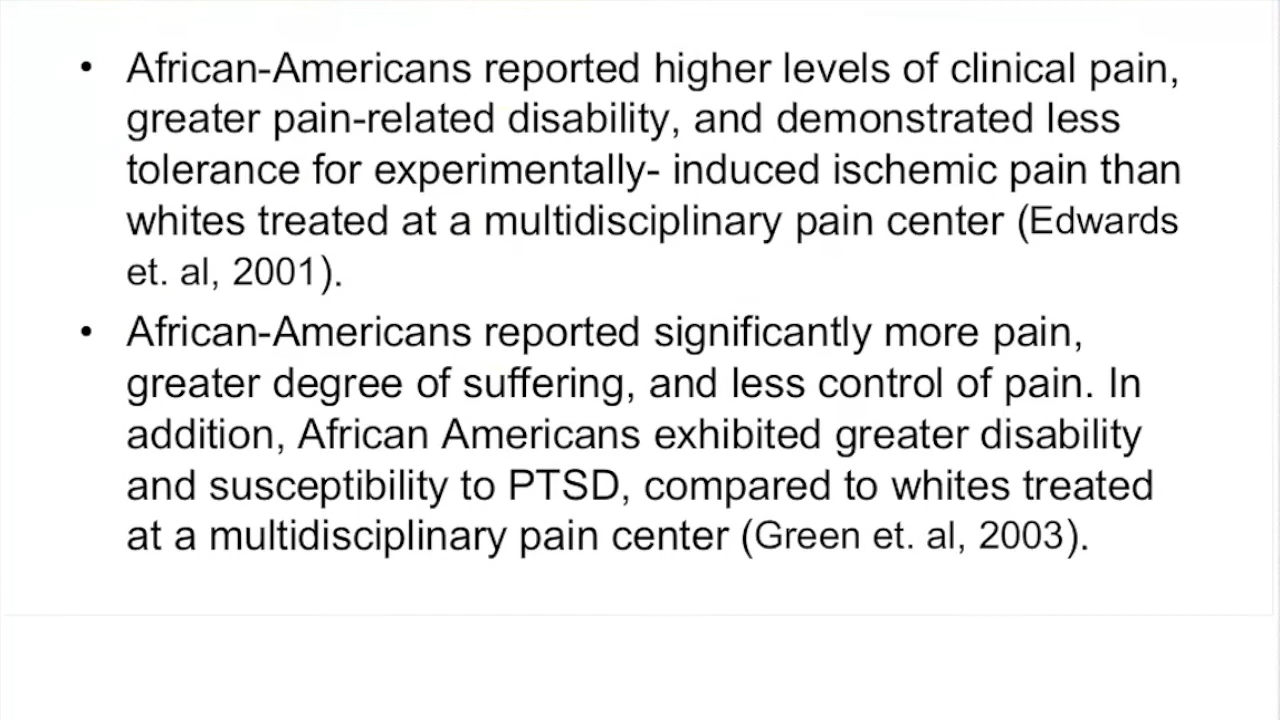 • African-Americans reported higher levels of clinical pain,
greater pain-related disability, and demonstrated less
tolerance for experimentally- induced ischemic pain than
whites treated at a multidisciplinary pain center (Edwards
et. al, 2001).
• African-Americans reported significantly more pain,
greater degree of suffering, and less control of pain. In
addition, African Americans exhibited greater disability
and susceptibility to PTSD, compared to whites treated
at a multidisciplinary pain center (Green et. al, 2003).